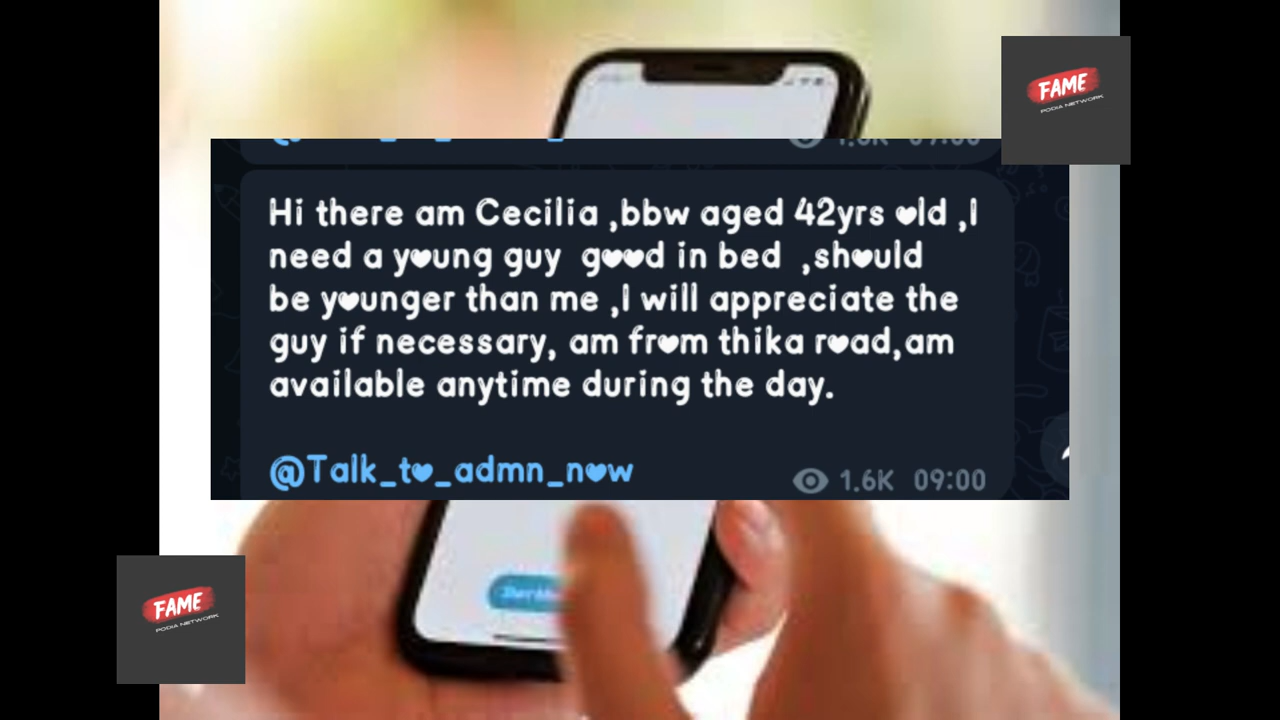 FAME
PODIA NETWORK
Hi there am Cecilia ,bbw aged 42yrs old ,I
need a young guy good in bed ,should
be younger than me ,I will appreciate the
guy if necessary, am from thika road,am
available anytime during the day.
@Talk_to_admn_now
1.6K 09:00
FAME
PODIA NETWORK